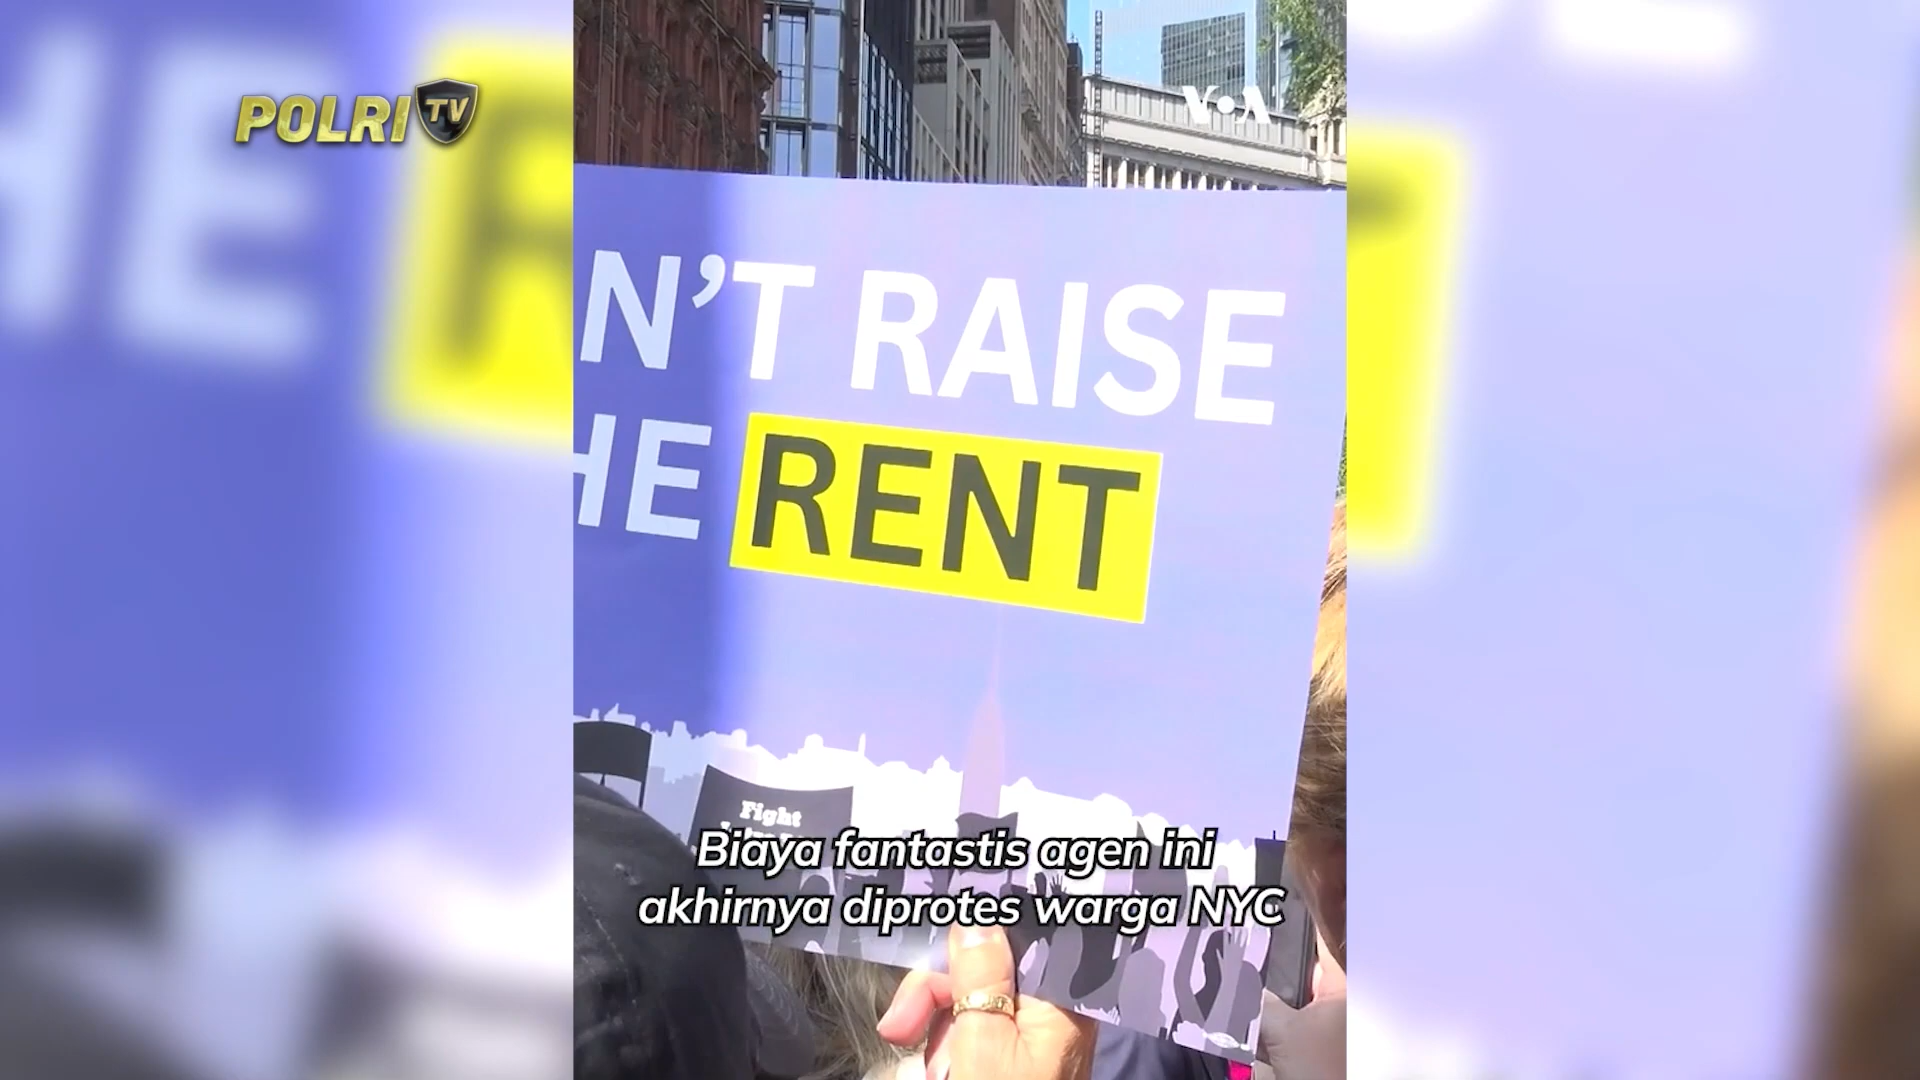 POLRI TV
VOA
N'T RAISE
HE RENT
Fight
Biaya fantastis agen ini
akhirnya diprotes warga NYC